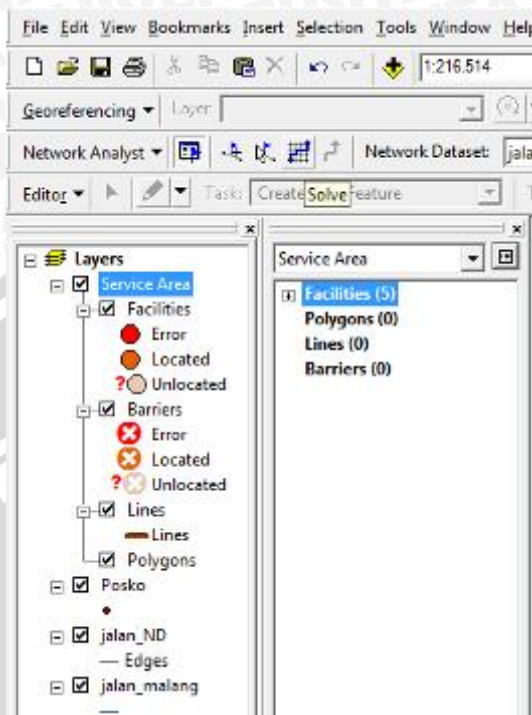 File Edit View Bookmarks Insert Selection Tools Window Help
1:216.514
Georeferencing Layer:
Network Analyst Network Dataset: jala
Editor Task: Create Solve eature
Layers
Service Area
Facilities
Error
Located
? Unlocated
Barriers
Error
Located
? Unlocated
Lines
Lines
Polygons
Posko
jalan_ND
Edges
jalan_malang
Service Area
Facilities (5)
Polygons (0)
Lines (0)
Barriers (0)